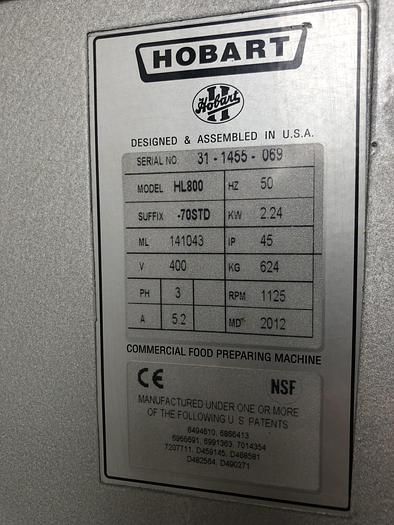 HOBART
Hobart
DESIGNED & ASSEMBLED IN U.S.A.
SERIAL NO. 31-1455-069
MODEL HL800 HZ 50
SUFFIX -70STD KW 2.24
ML 141043 IP 45
V 400 KG 624
PH 3 RPM 1125
A 5.2 MD 2012
COMMERCIAL FOOD PREPARING MACHINE
CE NSF
MANUFACTURED UNDER ONE OR MORE
OF THE FOLLOWING U S PATENTS
6494610, 6866413
6966691, 6991363, 7014354
7207711, D459145, D468581
D482564, D490271